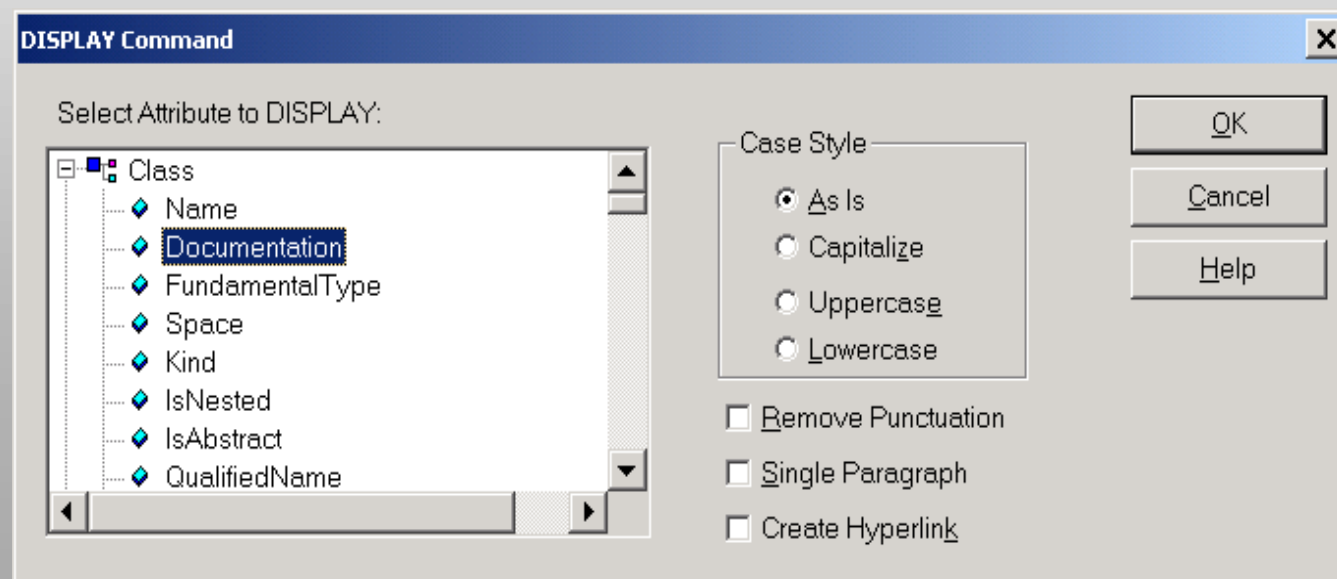 DISPLAY Command
Select Attribute to DISPLAY:
Class
Name
Documentation
FundamentalType
Space
Kind
IsNested
IsAbstract
QualifiedName
Case Style
As Is
Capitalize
Uppercase
Lowercase
Remove Punctuation
Single Paragraph
Create Hyperlink
OK
Cancel
Help